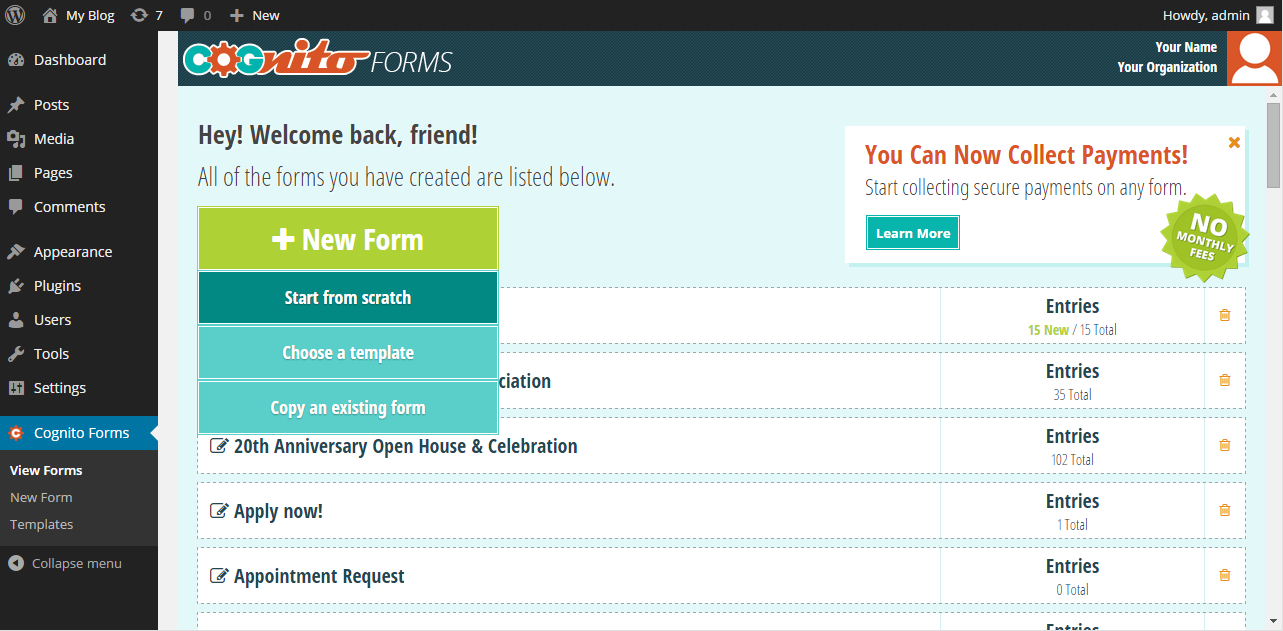 My Blog
7
0
New
Howdy, admin
Dashboard
Posts
Media
Pages
Comments
Appearance
Plugins
Users
Tools
Settings
Cognito Forms
View Forms
New Form
Templates
Collapse menu
COGnito FORMS
Your Name
Your Organization
Hey! Welcome back, friend!
All of the forms you have created are listed below.
You Can Now Collect Payments!
Start collecting secure payments on any form.
Learn More
NO
MONTHLY
FEES
New Form
Start from scratch
Choose a template
Copy an existing form
Entries
15 New / 15 Total
ciation
Entries
35 Total
20th Anniversary Open House & Celebration
Entries
102 Total
Apply now!
Entries
1 Total
Appointment Request
Entries
0 Total
Entries